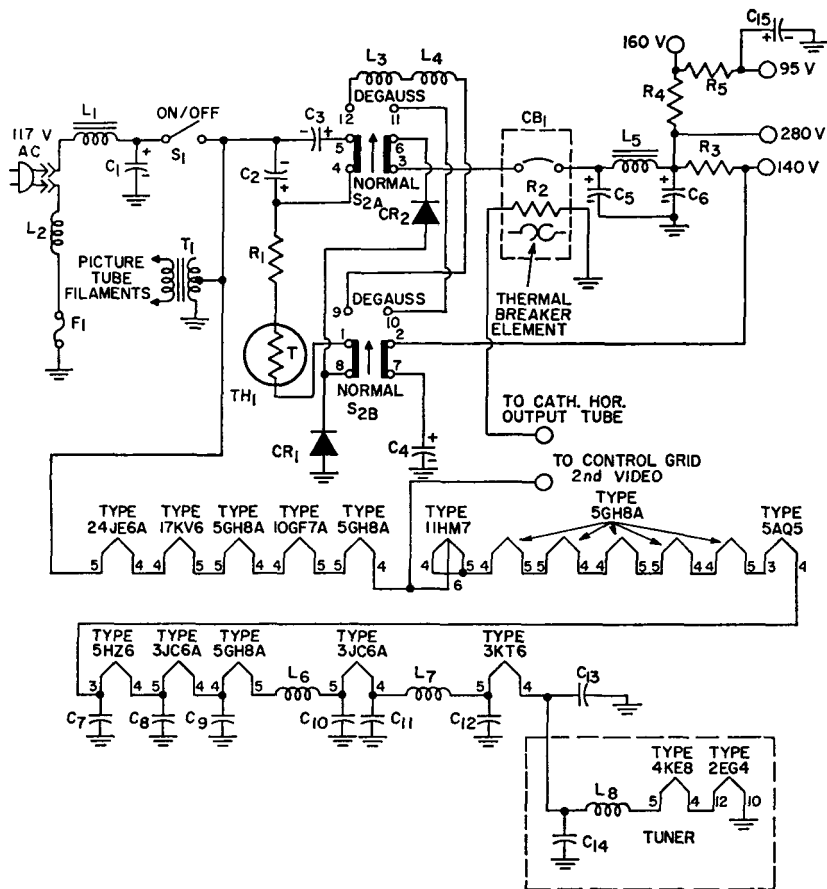 C15
+ -
160 V
R5
95 V
R4
280 V
R3
140 V
L5
C5
+
-
C6
+
-
CB1
R2
THERMAL
BREAKER
ELEMENT
L3 L4
DEGAUSS
12 11
5 6
4 3
NORMAL
S2A
C3
- +
C2
-
+
CR2
L1
117 V
AC
ON/OFF
S1
C1
+
-
L2
F1
PICTURE
TUBE
FILAMENTS
T1
R1
T
TH1
DEGAUSS
9 10
1 2
8 7
NORMAL
S2B
CR1
C4
+
-
TO CATH. HOR.
OUTPUT TUBE
TO CONTROL GRID
2nd VIDEO
TYPE
24JE6A
TYPE
17KV6
TYPE
5GH8A
TYPE
10GF7A
TYPE
5GH8A
TYPE
11HM7
TYPE
5GH8A
TYPE
5AQ5
5 4 4 5 5 4 4 5 5 4 4 5 4 5 5 4 4 5 5 4 4 5 3 4
6
TYPE
5HZ6
TYPE
3JC6A
TYPE
5GH8A
TYPE
3JC6A
TYPE
3KT6
3 4 5 4 4 5 L6 5 4 L7 5 4
C7 C8 C9 C10 C11 C12 C13
TYPE
4KE8
TYPE
2EG4
L8
5 4 12 10
C14
TUNER